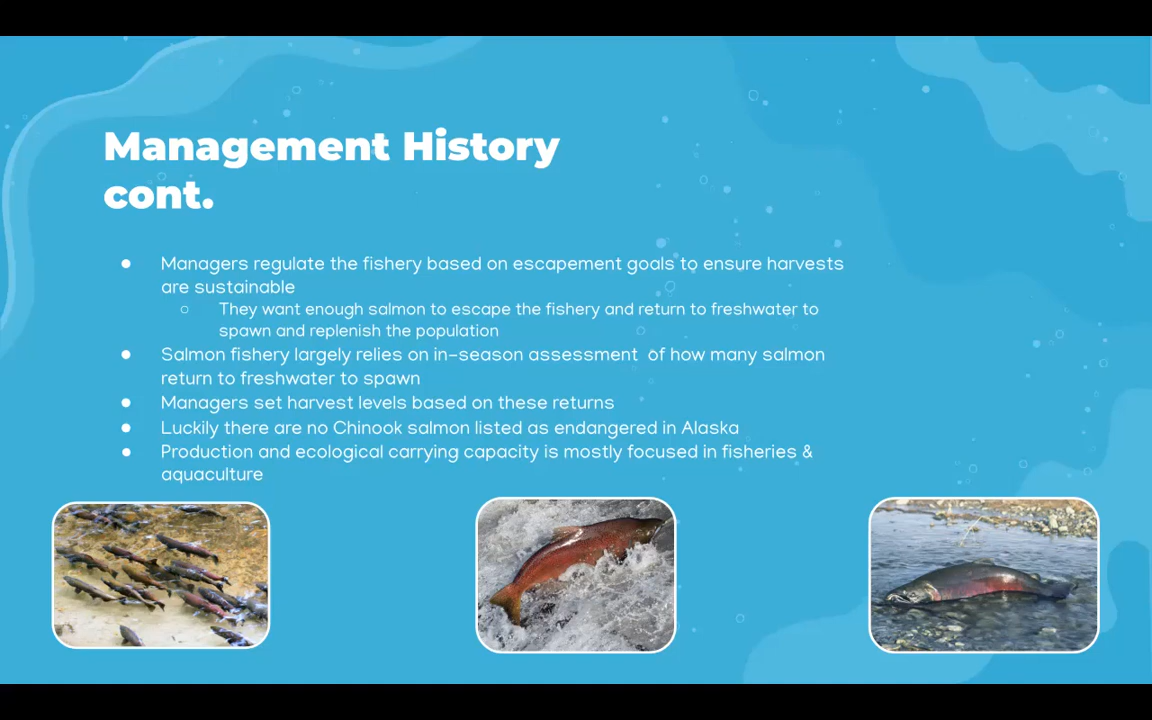 Management History
cont.
● Managers regulate the fishery based on escapement goals to ensure harvests
are sustainable
○ They want enough salmon to escape the fishery and return to freshwater to
spawn and replenish the population
● Salmon fishery largely relies on in-season assessment of how many salmon
return to freshwater to spawn
● Managers set harvest levels based on these returns
● Luckily there are no Chinook salmon listed as endangered in Alaska
● Production and ecological carrying capacity is mostly focused in fisheries &
aquaculture